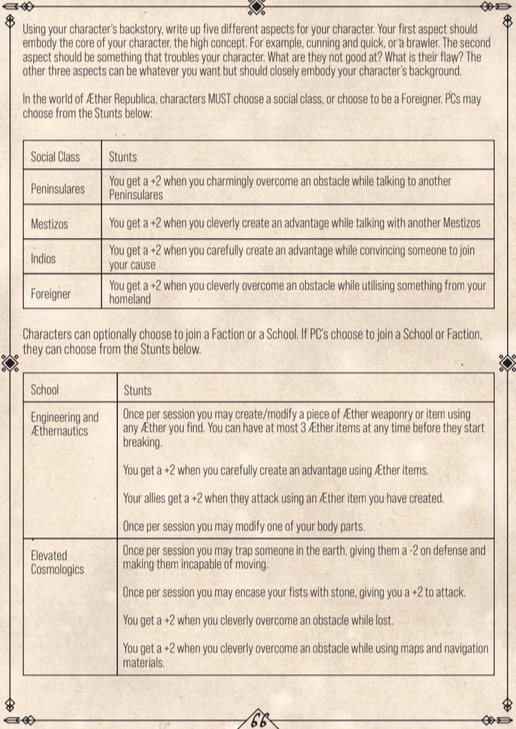 Using your character's backstory, write up five different aspects for your character. Your first aspect should
embody the core of your character, the high concept. For example, cunning and quick, or a brawler. The second
aspect should be something that troubles your character. What are they not good at? What is their flaw? The
other three aspects can be whatever you want but should closely embody your character's background.
In the world of Æther Republica, characters MUST choose a social class, or choose to be a Foreigner. PCs may
choose from the Stunts below:
Social Class
Stunts
Peninsulares
You get a +2 when you charmingly overcome an obstacle while talking to another
Peninsulares
Mestizos
You get a +2 when you cleverly create an advantage while talking with another Mestizos
Indios
You get a +2 when you carefully create an advantage while convincing someone to join
your cause
Foreigner
You get a +2 when you cleverly overcome an obstacle while utilising something from your
homeland
Characters can optionally choose to join a Faction or a School. If PC's choose to join a School or Faction,
they can choose from the Stunts below.
School
Stunts
Engineering and
Æthernautics
Once per session you may create/modify a piece of Æther weaponry or item using
any Æther you find. You can have at most 3 Æther items at any time before they start
breaking.
You get a +2 when you carefully create an advantage using Æther items.
Your allies get a +2 when they attack using an Æther item you have created.
Once per session you may modify one of your body parts.
Elevated
Cosmologics
Once per session you may trap someone in the earth, giving them a -2 on defense and
making them incapable of moving.
Once per session you may encase your fists with stone, giving you a +2 to attack.
You get a +2 when you cleverly overcome an obstacle while lost.
You get a +2 when you cleverly overcome an obstacle while using maps and navigation
materials.
66